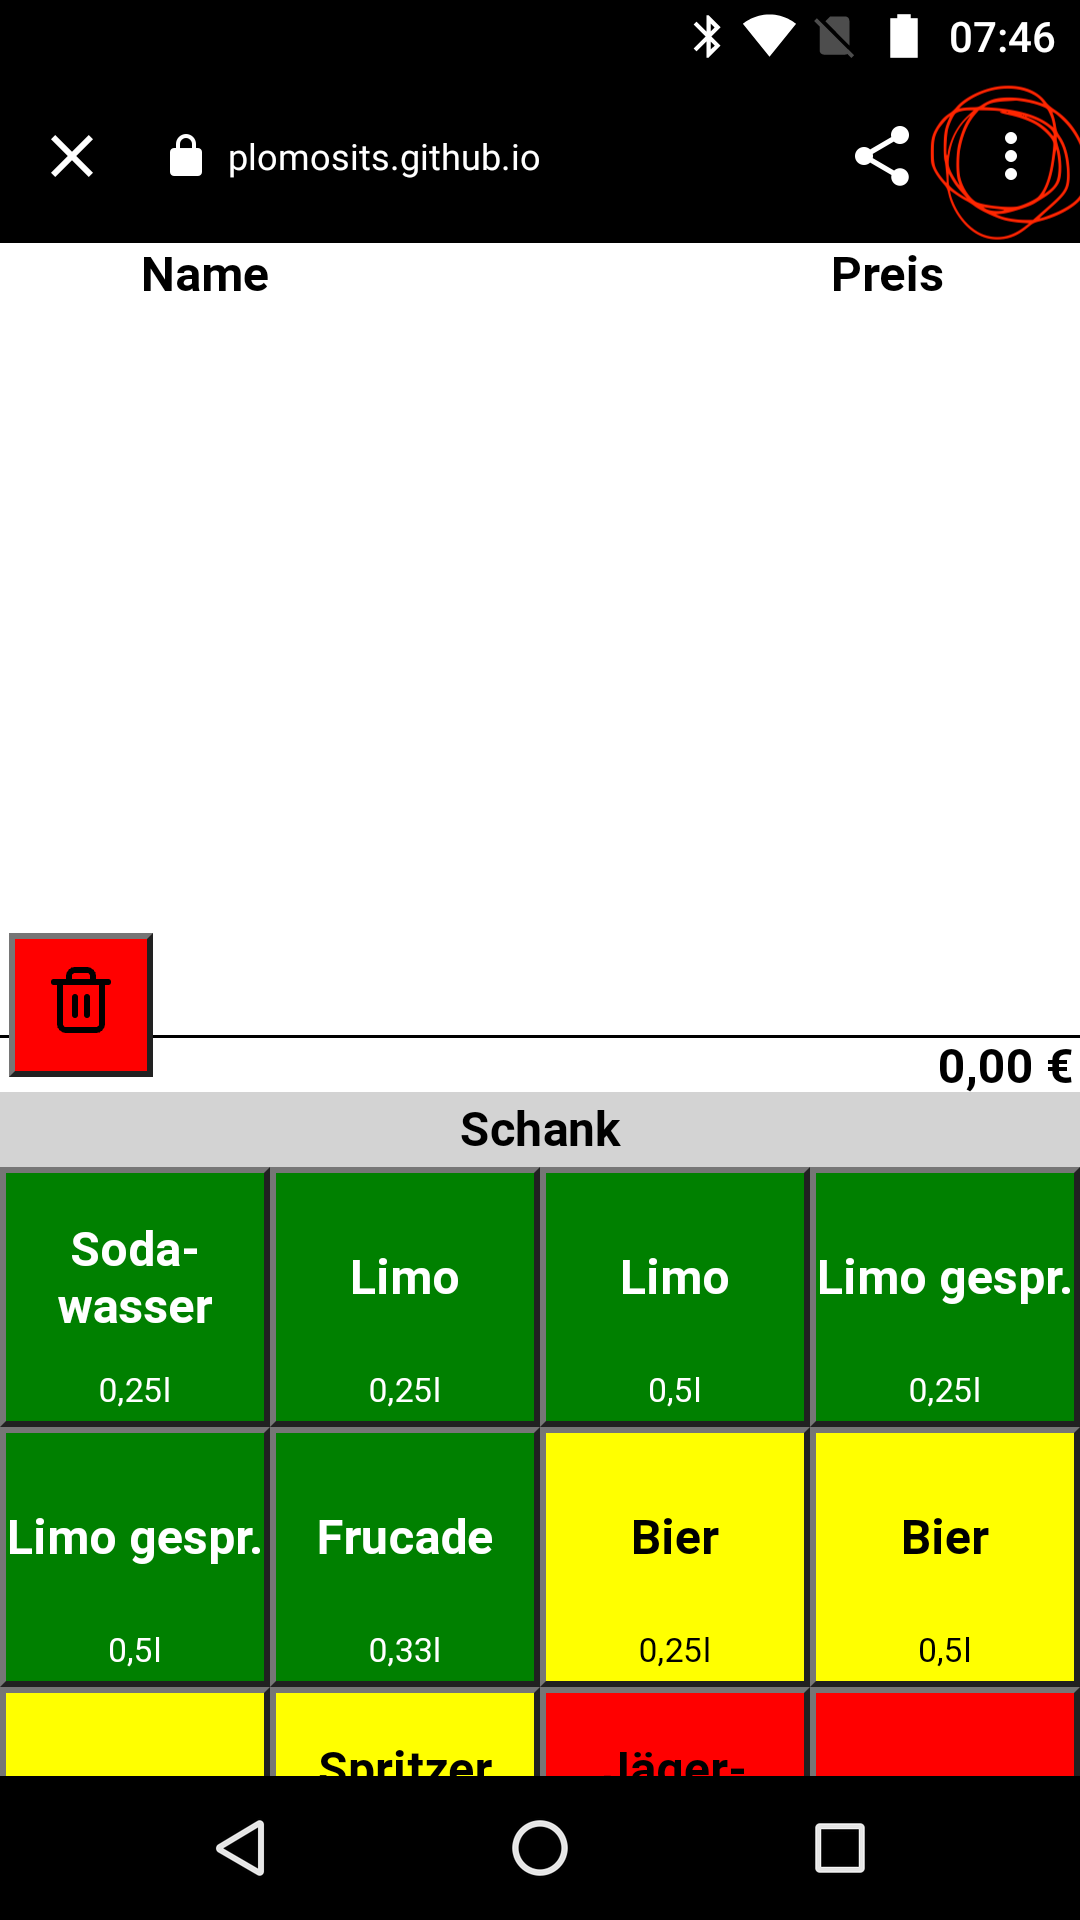 07:46
plomosits.github.io
Name Preis
0,00 €
Schank
Soda-
wasser
0,25l
Limo
0,25l
Limo
0,5l
Limo gespr.
0,25l
Limo gespr.
0,5l
Frucade
0,33l
Bier
0,25l
Bier
0,5l
Spritzer
Jäger-